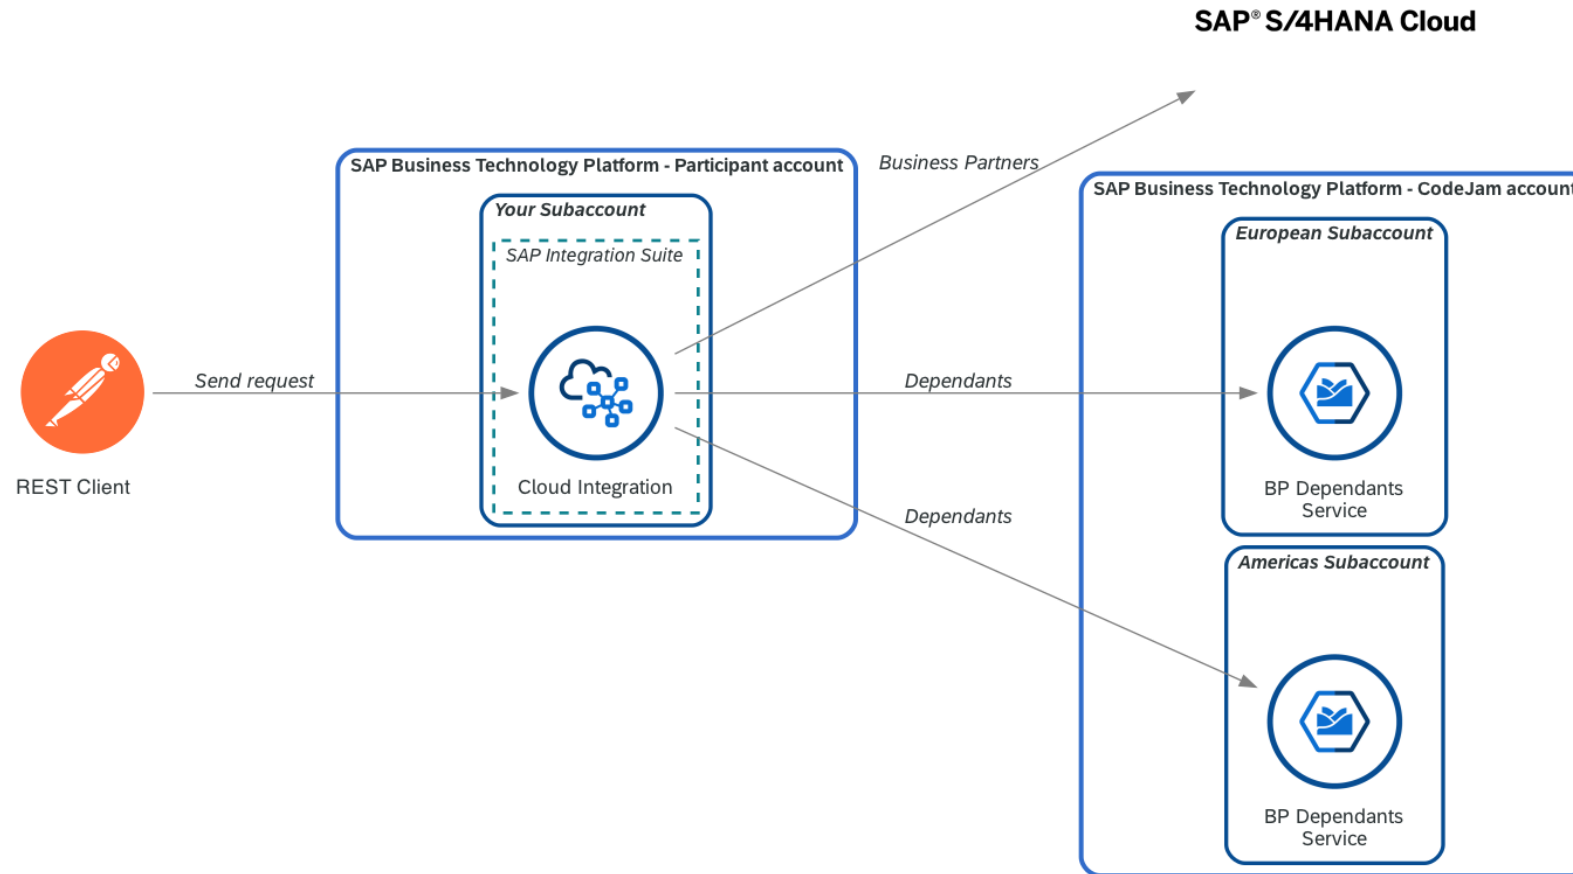 SAP® S/4HANA Cloud
SAP Business Technology Platform - Participant account
Business Partners
SAP Business Technology Platform - CodeJam account
Your Subaccount
European Subaccount
SAP Integration Suite
Send request
Dependants
REST Client
Cloud Integration
BP Dependants
Service
Dependants
Americas Subaccount
BP Dependants
Service